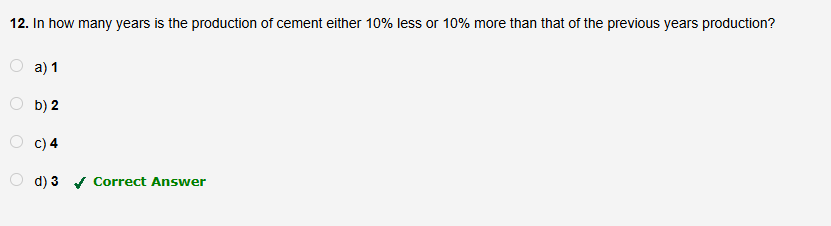 12. In how many years is the production of cement either 10% less or 10% more than that of the previous years production?
a) 1
b) 2
c) 4
d) 3 ✓ Correct Answer